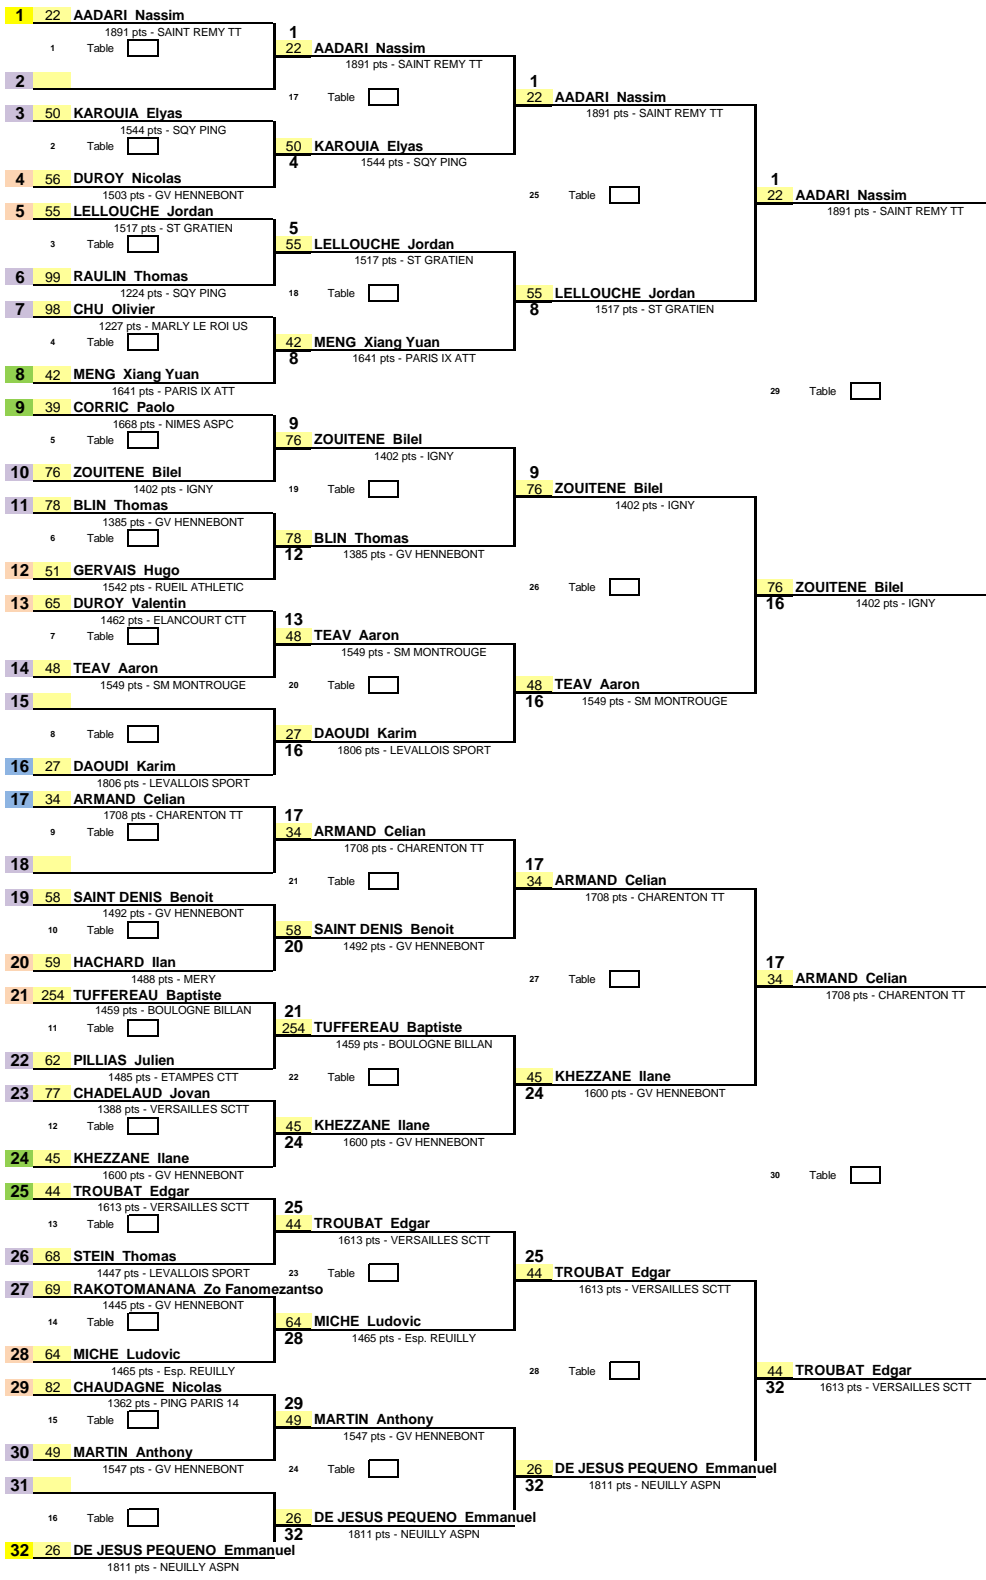 1 22 AADARI Nassim
1891 pts - SAINT REMY TT
1 Table
2
3 50 KAROUIA Elyas
1544 pts - SQY PING
2 Table
4 56 DUROY Nicolas
1503 pts - GV HENNEBONT
5 55 LELLOUCHE Jordan
1517 pts - ST GRATIEN
3 Table
6 99 RAULIN Thomas
1224 pts - SQY PING
7 98 CHU Olivier
1227 pts - MARLY LE ROI US
4 Table
8 42 MENG Xiang Yuan
1641 pts - PARIS IX ATT
9 39 CORRIC Paolo
1668 pts - NIMES ASPC
5 Table
10 76 ZOUITENE Bilel
1402 pts - IGNY
11 78 BLIN Thomas
1385 pts - GV HENNEBONT
6 Table
12 51 GERVAIS Hugo
1542 pts - RUEIL ATHLETIC
13 65 DUROY Valentin
1462 pts - ELANCOURT CTT
7 Table
14 48 TEAV Aaron
1549 pts - SM MONTROUGE
15
8 Table
16 27 DAOUDI Karim
1806 pts - LEVALLOIS SPORT
17 34 ARMAND Celian
1708 pts - CHARENTON TT
9 Table
18
19 58 SAINT DENIS Benoit
1492 pts - GV HENNEBONT
10 Table
20 59 HACHARD Ilan
1488 pts - MERY
21 254 TUFFEREAU Baptiste
1459 pts - BOULOGNE BILLAN
11 Table
22 62 PILLIAS Julien
1485 pts - ETAMPES CTT
23 77 CHADELAUD Jovan
1388 pts - VERSAILLES SCTT
12 Table
24 45 KHEZZANE Ilane
1600 pts - GV HENNEBONT
25 44 TROUBAT Edgar
1613 pts - VERSAILLES SCTT
13 Table
26 68 STEIN Thomas
1447 pts - LEVALLOIS SPORT
27 69 RAKOTOMANANA Zo Fanomezantso
1445 pts - GV HENNEBONT
14 Table
28 64 MICHE Ludovic
1465 pts - Esp. REUILLY
29 82 CHAUDAGNE Nicolas
1362 pts - PING PARIS 14
15 Table
30 49 MARTIN Anthony
1547 pts - GV HENNEBONT
31
16 Table
32 26 DE JESUS PEQUENO Emmanuel
1811 pts - NEUILLY ASPN
1
22 AADARI Nassim
1891 pts - SAINT REMY TT
17 Table
50 KAROUIA Elyas
4 1544 pts - SQY PING
5
55 LELLOUCHE Jordan
1517 pts - ST GRATIEN
18 Table
42 MENG Xiang Yuan
8 1641 pts - PARIS IX ATT
9
76 ZOUITENE Bilel
1402 pts - IGNY
19 Table
78 BLIN Thomas
12 1385 pts - GV HENNEBONT
13
48 TEAV Aaron
1549 pts - SM MONTROUGE
20 Table
27 DAOUDI Karim
16 1806 pts - LEVALLOIS SPORT
17
34 ARMAND Celian
1708 pts - CHARENTON TT
21 Table
58 SAINT DENIS Benoit
20 1492 pts - GV HENNEBONT
21
254 TUFFEREAU Baptiste
1459 pts - BOULOGNE BILLAN
22 Table
45 KHEZZANE Ilane
24 1600 pts - GV HENNEBONT
25
44 TROUBAT Edgar
1613 pts - VERSAILLES SCTT
23 Table
64 MICHE Ludovic
28 1465 pts - Esp. REUILLY
29
49 MARTIN Anthony
1547 pts - GV HENNEBONT
24 Table
26 DE JESUS PEQUENO Emmanuel
32 1811 pts - NEUILLY ASPN
1
22 AADARI Nassim
1891 pts - SAINT REMY TT
25 Table
55 LELLOUCHE Jordan
8 1517 pts - ST GRATIEN
9
76 ZOUITENE Bilel
1402 pts - IGNY
26 Table
48 TEAV Aaron
16 1549 pts - SM MONTROUGE
17
34 ARMAND Celian
1708 pts - CHARENTON TT
27 Table
45 KHEZZANE Ilane
24 1600 pts - GV HENNEBONT
25
44 TROUBAT Edgar
1613 pts - VERSAILLES SCTT
28 Table
26 DE JESUS PEQUENO Emmanuel
32 1811 pts - NEUILLY ASPN
1
22 AADARI Nassim
1891 pts - SAINT REMY TT
29 Table
76 ZOUITENE Bilel
16 1402 pts - IGNY
17
34 ARMAND Celian
1708 pts - CHARENTON TT
30 Table
44 TROUBAT Edgar
32 1613 pts - VERSAILLES SCTT